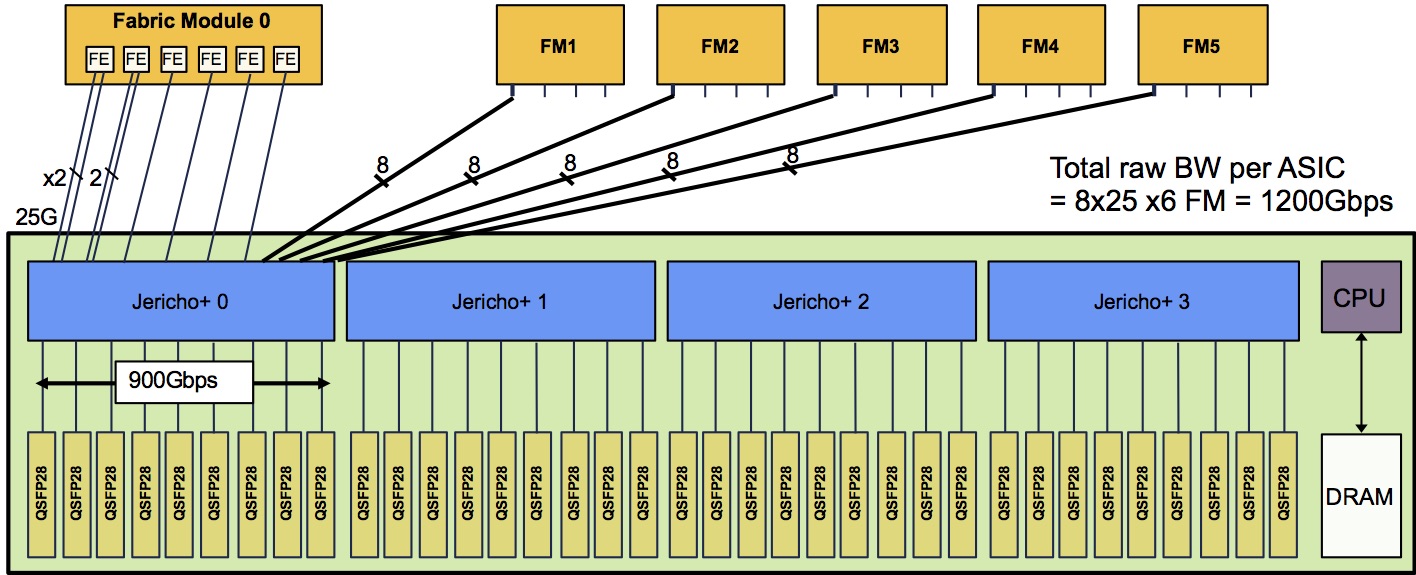 Fabric Module 0
FE FE FE FE FE FE
FM1
FM2
FM3
FM4
FM5
x2
2
8
8
8
8
8
25G
Total raw BW per ASIC
= 8x25 x6 FM = 1200Gbps
Jericho+ 0
Jericho+ 1
Jericho+ 2
Jericho+ 3
CPU
900Gbps
QSFP28 QSFP28 QSFP28 QSFP28 QSFP28 QSFP28 QSFP28 QSFP28 QSFP28
QSFP28 QSFP28 QSFP28 QSFP28 QSFP28 QSFP28 QSFP28 QSFP28 QSFP28
QSFP28 QSFP28 QSFP28 QSFP28 QSFP28 QSFP28 QSFP28 QSFP28 QSFP28
QSFP28 QSFP28 QSFP28 QSFP28 QSFP28 QSFP28 QSFP28 QSFP28 QSFP28
DRAM